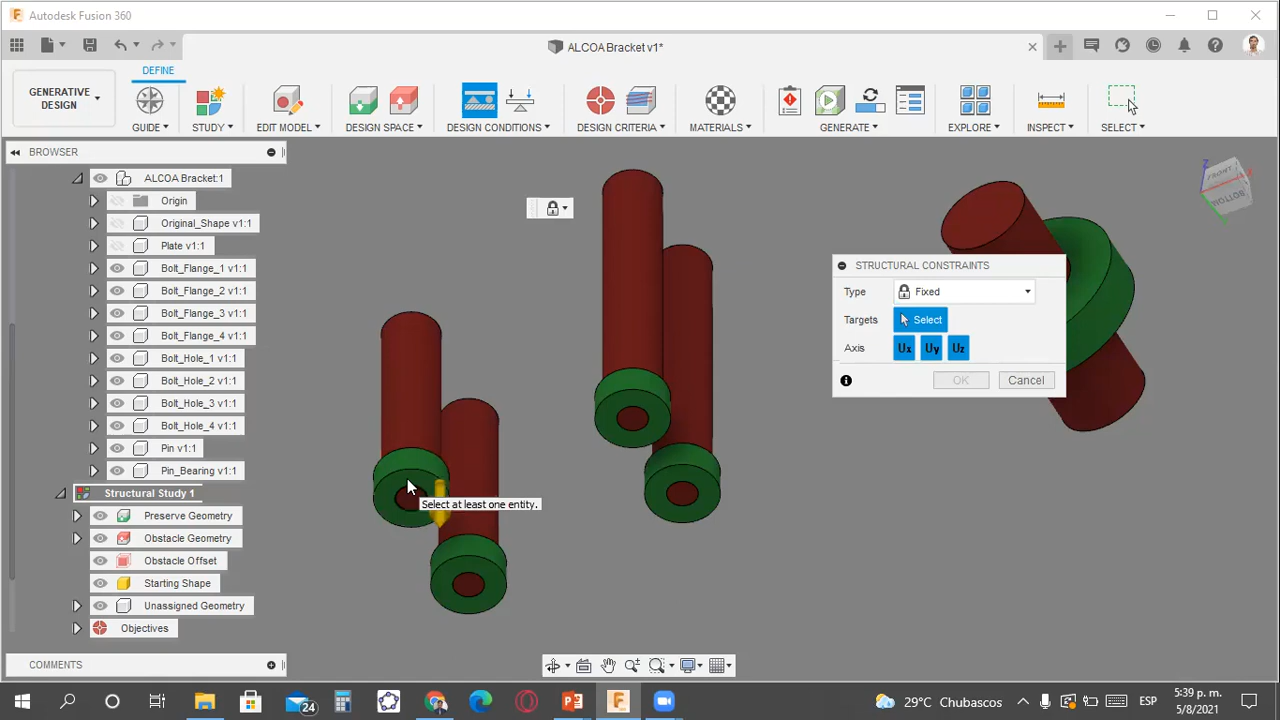 Autodesk Fusion 360
ALCOA Bracket v1*
DEFINE
GENERATIVE
DESIGN
GUIDE
STUDY
EDIT MODEL
DESIGN SPACE
DESIGN CONDITIONS
DESIGN CRITERIA
MATERIALS
GENERATE
EXPLORE
INSPECT
SELECT
BROWSER
ALCOA Bracket:1
Origin
Original_Shape v1:1
Plate v1:1
Bolt_Flange_1 v1:1
Bolt_Flange_2 v1:1
Bolt_Flange_3 v1:1
Bolt_Flange_4 v1:1
Bolt_Hole_1 v1:1
Bolt_Hole_2 v1:1
Bolt_Hole_3 v1:1
Bolt_Hole_4 v1:1
Pin v1:1
Pin_Bearing v1:1
Structural Study 1
Preserve Geometry
Obstacle Geometry
Obstacle Offset
Starting Shape
Unassigned Geometry
Objectives
COMMENTS
Select at least one entity.
Z
FRONT
X
BOTTOM
STRUCTURAL CONSTRAINTS
Type Fixed
Targets Select
Axis Ux Uy Uz
OK Cancel
24
29°C Chubascos
ESP
5:39 p. m.
5/8/2021